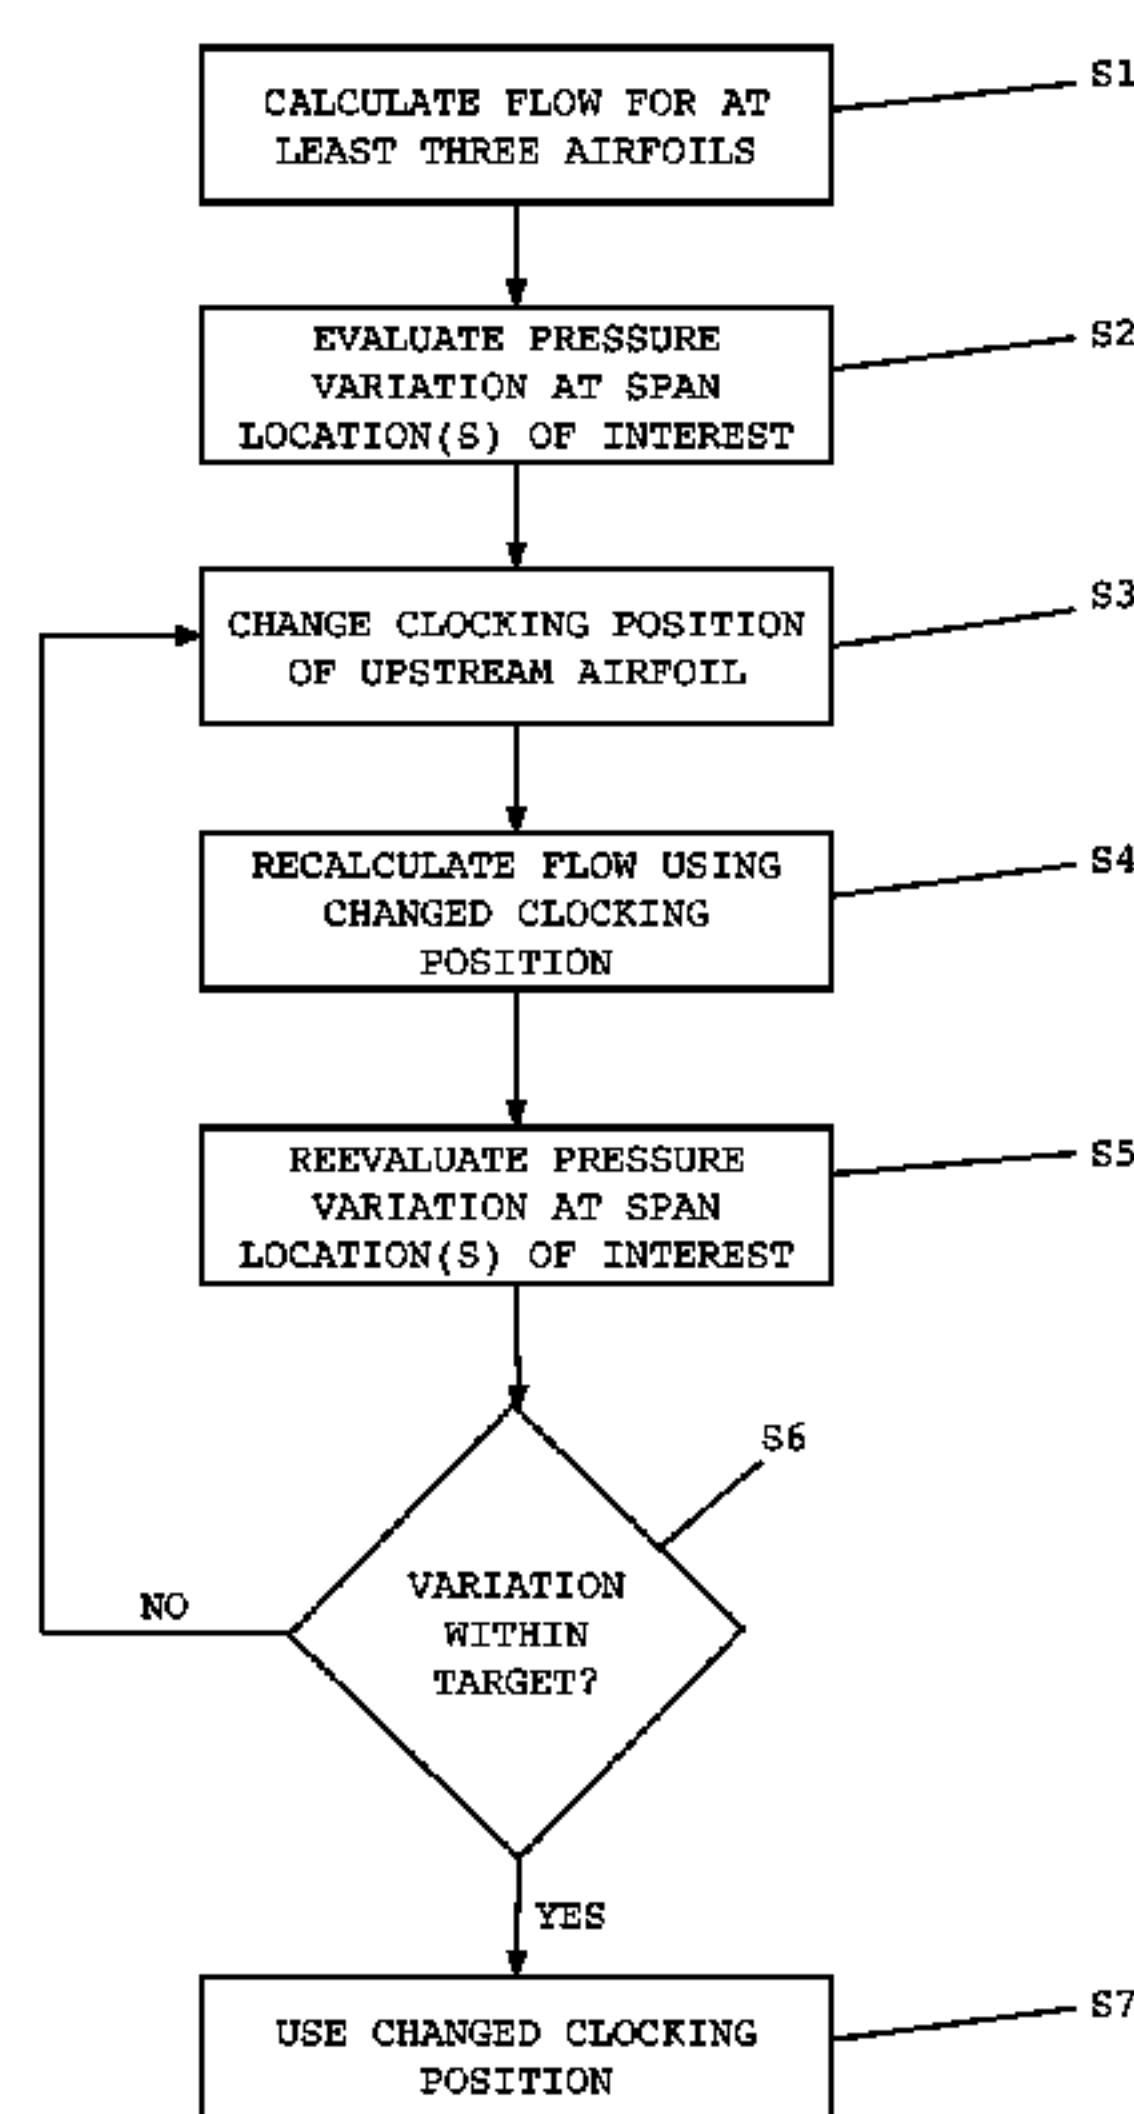 CALCULATE FLOW FOR AT
LEAST THREE AIRFOILS
S1
EVALUATE PRESSURE
VARIATION AT SPAN
LOCATION(S) OF INTEREST
S2
CHANGE CLOCKING POSITION
OF UPSTREAM AIRFOIL
S3
RECALCULATE FLOW USING
CHANGED CLOCKING
POSITION
S4
REEVALUATE PRESSURE
VARIATION AT SPAN
LOCATION(S) OF INTEREST
S5
S6
VARIATION
WITHIN
TARGET?
NO
YES
USE CHANGED CLOCKING
POSITION
S7